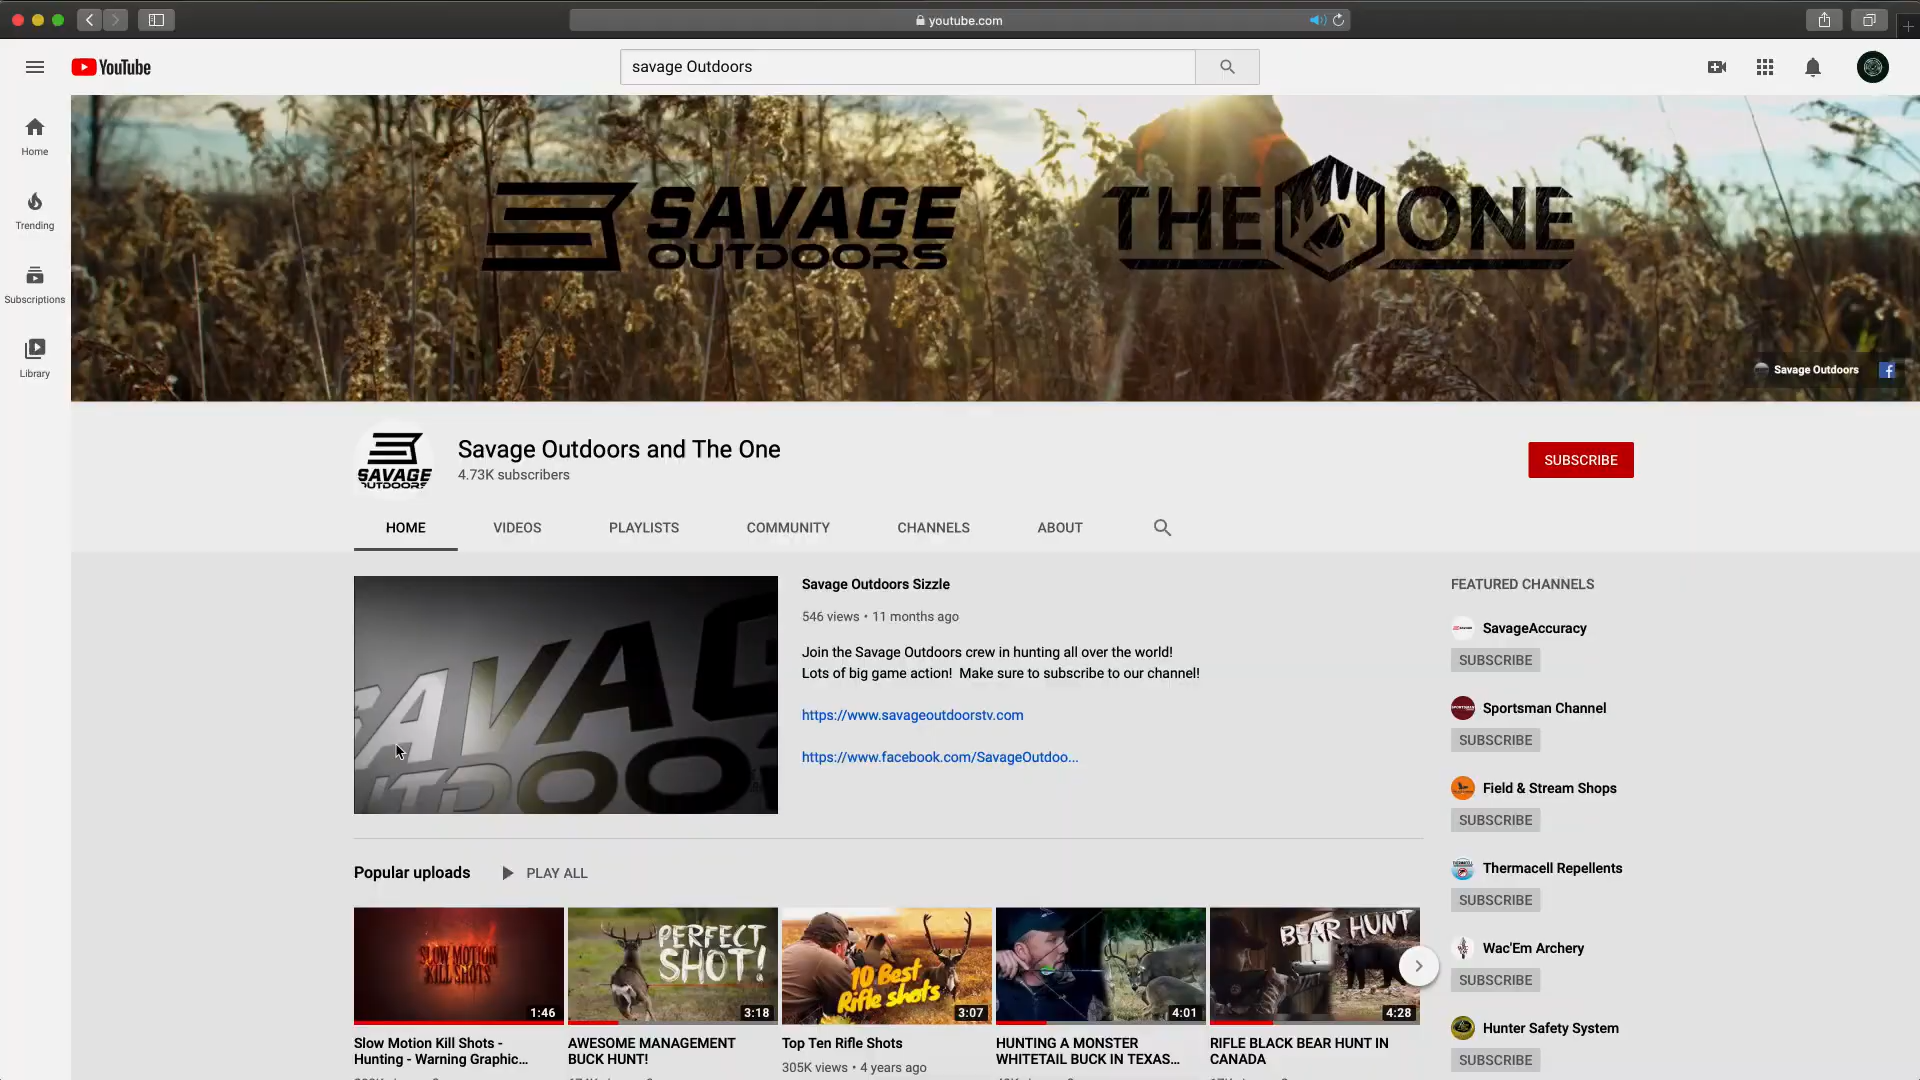 youtube.com
YouTube
savage Outdoors
Home
Trending
Subscriptions
Library
SAVAGE
OUTDOORS
THE ONE
Savage Outdoors
SAVAGE
OUTDOORS
Savage Outdoors and The One
4.73K subscribers
SUBSCRIBE
HOME
VIDEOS
PLAYLISTS
COMMUNITY
CHANNELS
ABOUT
Savage Outdoors Sizzle
546 views • 11 months ago
Join the Savage Outdoors crew in hunting all over the world!
Lots of big game action!  Make sure to subscribe to our channel!
https://www.savageoutdoorstv.com
https://www.facebook.com/SavageOutdoo...
FEATURED CHANNELS
SavageAccuracy
SUBSCRIBE
Sportsman Channel
SUBSCRIBE
Field & Stream Shops
SUBSCRIBE
Thermacell Repellents
SUBSCRIBE
Wac'Em Archery
SUBSCRIBE
Hunter Safety System
SUBSCRIBE
Popular uploads
PLAY ALL
SLOW MOTION
KILL SHOTS
1:46
Slow Motion Kill Shots -
Hunting - Warning Graphic...
PERFECT
SHOT!
3:18
AWESOME MANAGEMENT
BUCK HUNT!
10 Best
Rifle shots
3:07
Top Ten Rifle Shots
305K views • 4 years ago
4:01
HUNTING A MONSTER
WHITETAIL BUCK IN TEXAS...
BEAR HUNT
4:28
RIFLE BLACK BEAR HUNT IN
CANADA